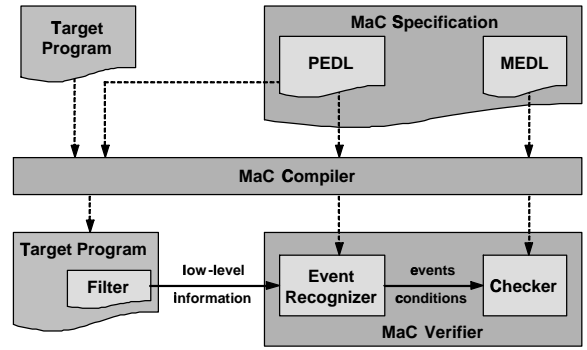 Target
Program
MaC Specification
PEDL
MEDL
MaC Compiler
Target Program
Filter
low-level
information
Event
Recognizer
events
conditions
Checker
MaC Verifier